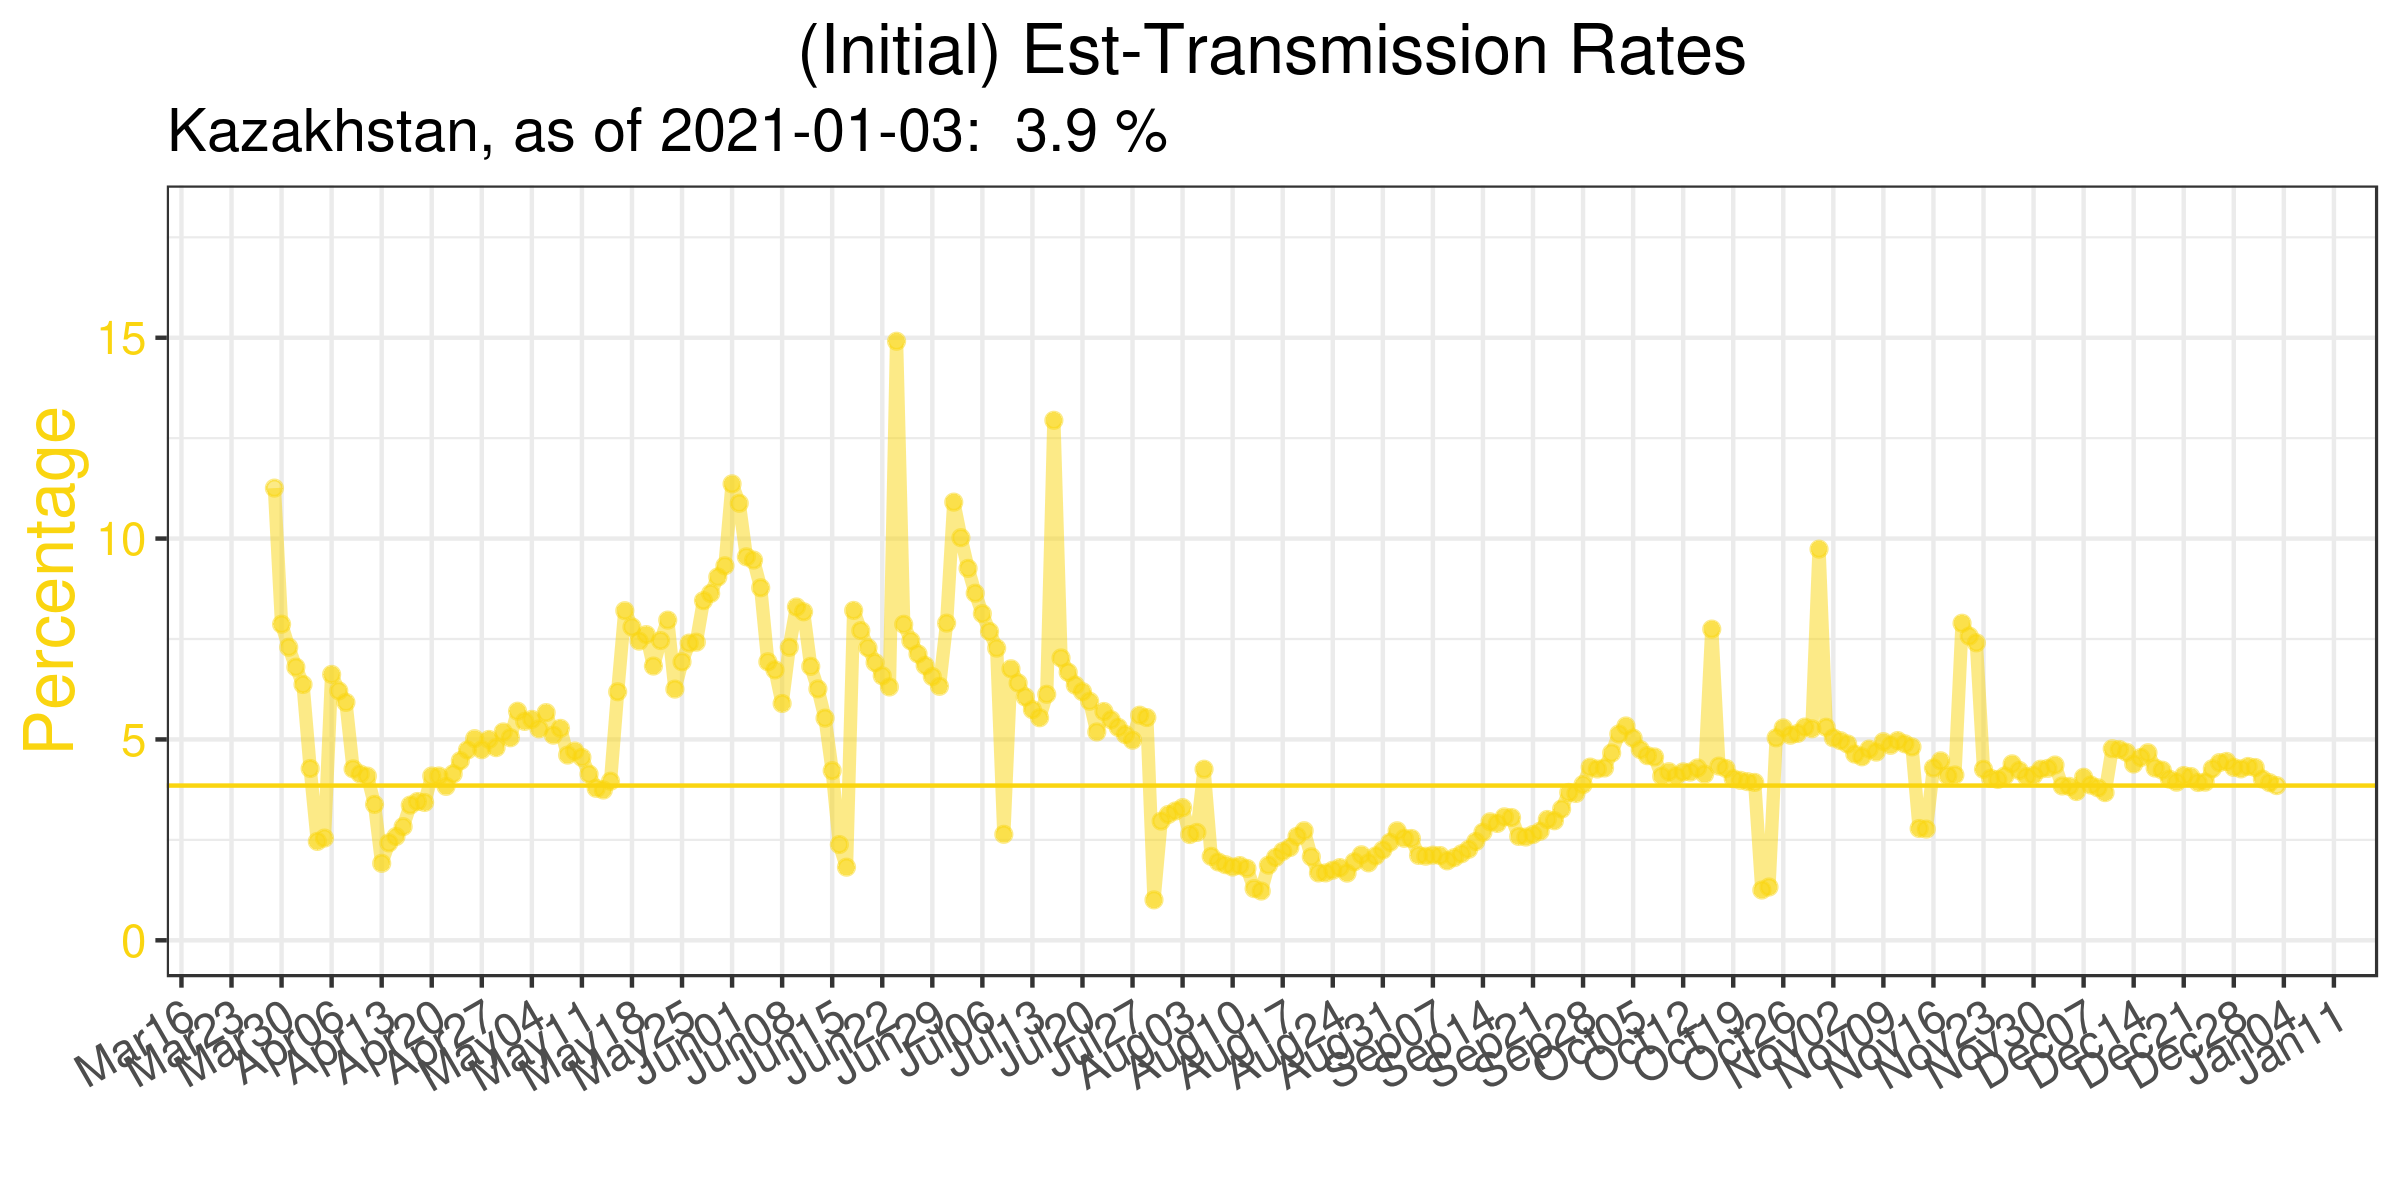 (Initial) Est-Transmission Rates
Kazakhstan, as of 2021-01-03:  3.9 %
Percentage
15
10
5
0
Mar16
Mar23
Mar30
Apr06
Apr13
Apr20
Apr27
May04
May11
May18
May25
Jun01
Jun08
Jun15
Jun22
Jun29
Jul06
Jul13
Jul20
Jul27
Aug03
Aug10
Aug17
Aug24
Aug31
Sep07
Sep14
Sep21
Sep28
Oct05
Oct12
Oct19
Oct26
Nov02
Nov09
Nov16
Nov23
Nov30
Dec07
Dec14
Dec21
Dec28
Jan04
Jan11